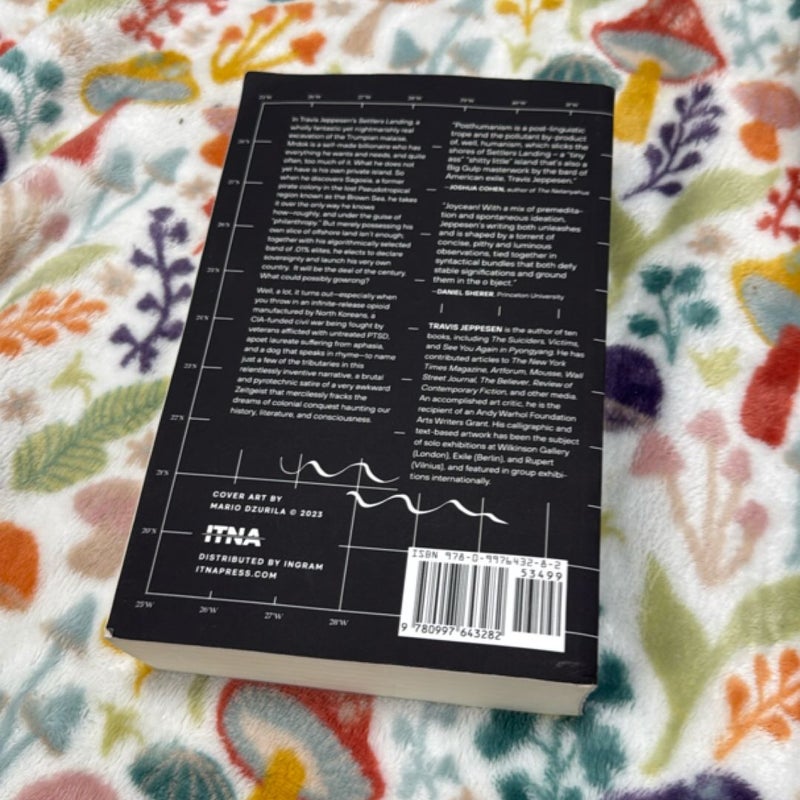 25°W 26°W 27°W 28°W 29°W 30°W 31°W
In Travis Jeppesen's Settlers Landing, a
wholly fantastic yet nightmarishly real
excavation of the Trumpian malaise,
Mrdok is a self-made billionaire who has
everything he wants and needs, and quite
often, too much of it. What he does not
yet have is his own private island. So
when he discovers Sagosia, a former
pirate colony in the lost Pseudotropical
region known as the Brown Sea, he takes
it over the only way he knows
how—roughly, and under the guise of
"philanthropy." But merely possessing his
own slice of offshore land isn't enough;
together with his algorithmically selected
band of .01% elites, he elects to declare
sovereignty and launch his very own
country. It will be the deal of the century.
What could possibly gowrong?
Well, a lot, it turns out—especially when
you throw in an infinite-release opioid
manufactured by North Koreans, a
CIA-funded civil war being fought by
veterans afflicted with untreated PTSD,
apoet laureate suffering from aphasia,
and a dog that speaks in rhyme—to name
just a few of the tributaries in this
relentlessly inventive narrative, a brutal
and pyrotechnic satire of a very awkward
Zeitgeist that mercilessly fracks the
dreams of colonial conquest haunting our
history, literature, and consciousness.
"Posthumanism is a post-linguistic
trope and the pollutant by-product
of, well, humanism, which slicks the
shores of Settlers Landing – a "tiny
ass" "shitty little" island that's also a
Big Gulp masterwork by the bard of
American exile, Travis Jeppesen."
—JOSHUA COHEN, author of The Netanyahus
"Joycean! With a mix of premedita-
tion and spontaneous ideation,
Jeppesen's writing both unleashes
and is shaped by a torrent of
concise, pithy and luminous
observations, tied together in
syntactical bundles that both defy
stable significations and ground
them in the o bject."
—DANIEL SHERER, Princeton University
TRAVIS JEPPESEN is the author of ten
books, including The Suiciders, Victims,
and See You Again in Pyongyang. He has
contributed articles to The New York
Times Magazine, Artforum, Mousse, Wall
Street Journal, The Believer, Review of
Contemporary Fiction, and other media.
An accomplished art critic, he is the
recipient of an Andy Warhol Foundation
Arts Writers Grant. His calligraphic and
text-based artwork has been the subject
of solo exhibitions at Wilkinson Gallery
(London), Exile (Berlin), and Rupert
(Vilnius), and featured in group exhibi-
tions internationally.
22°N
21°N
20°N
COVER ART BY
MARIO DZURILA © 2023
ITNA
DISTRIBUTED BY INGRAM
ITNAPRESS.COM
25°W 26°W 27°W 28°W
ISBN 978-0-9976432-8-2
53499
9 780997 643282